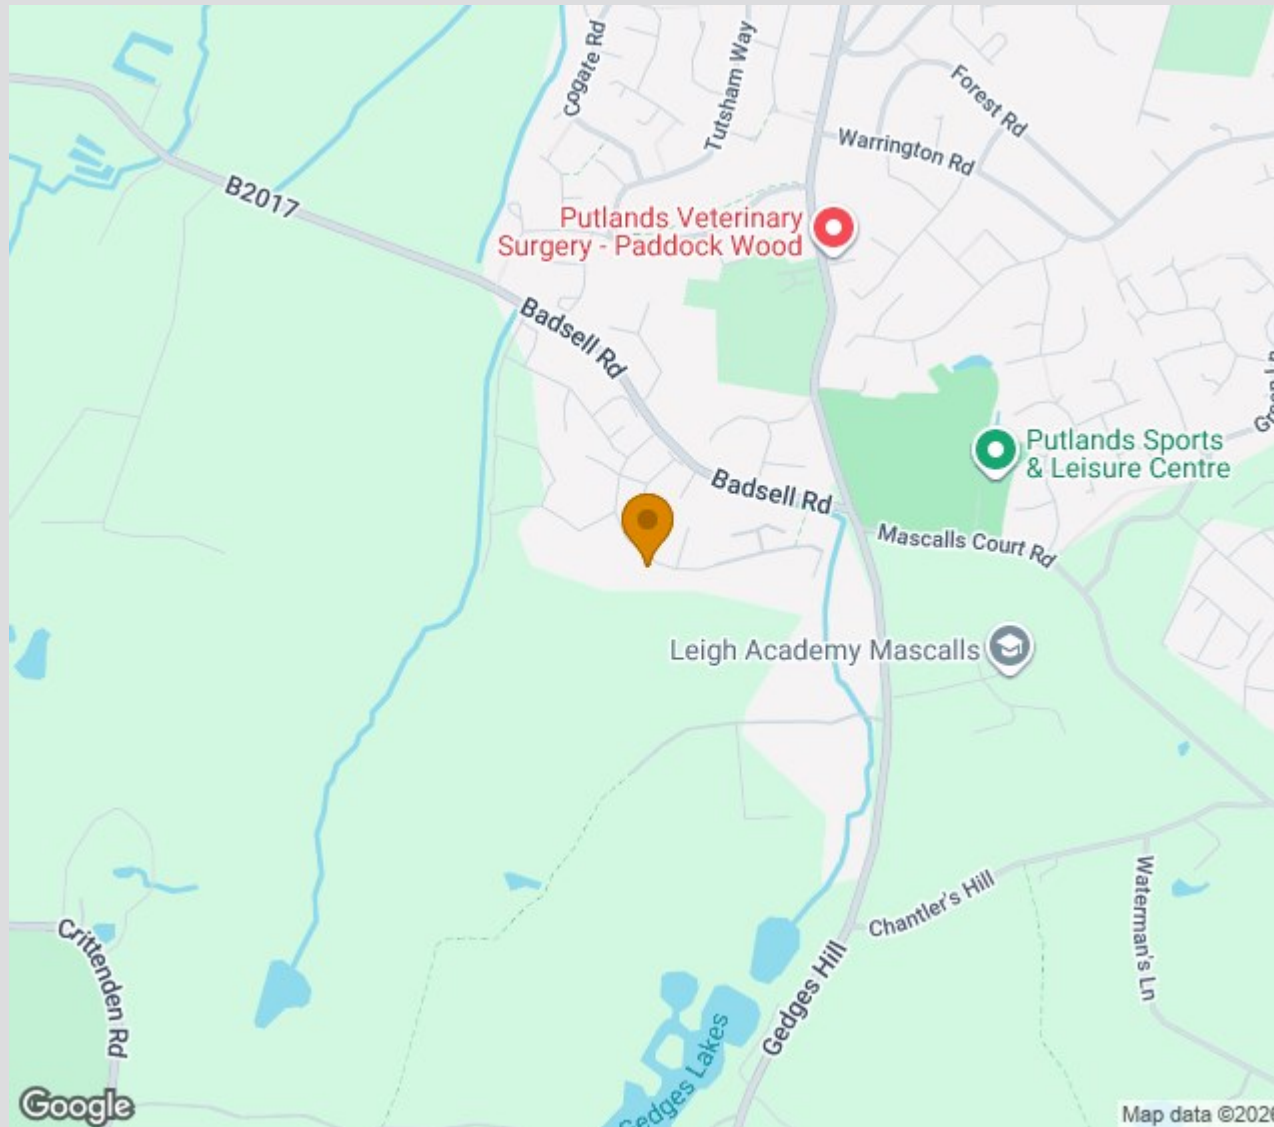 Cogate Rd
Tutsham Way
Forest Rd
Warrington Rd
B2017
Putlands Veterinary
Surgery - Paddock Wood
Badsell Rd
Green Ln
Putlands Sports
& Leisure Centre
Badsell Rd
Mascalls Court Rd
Leigh Academy Mascalls
Chantler's Hill
Waterman's Ln
Crittenden Rd
Gedges Hill
Gedges Lakes
Google
Map data ©2026